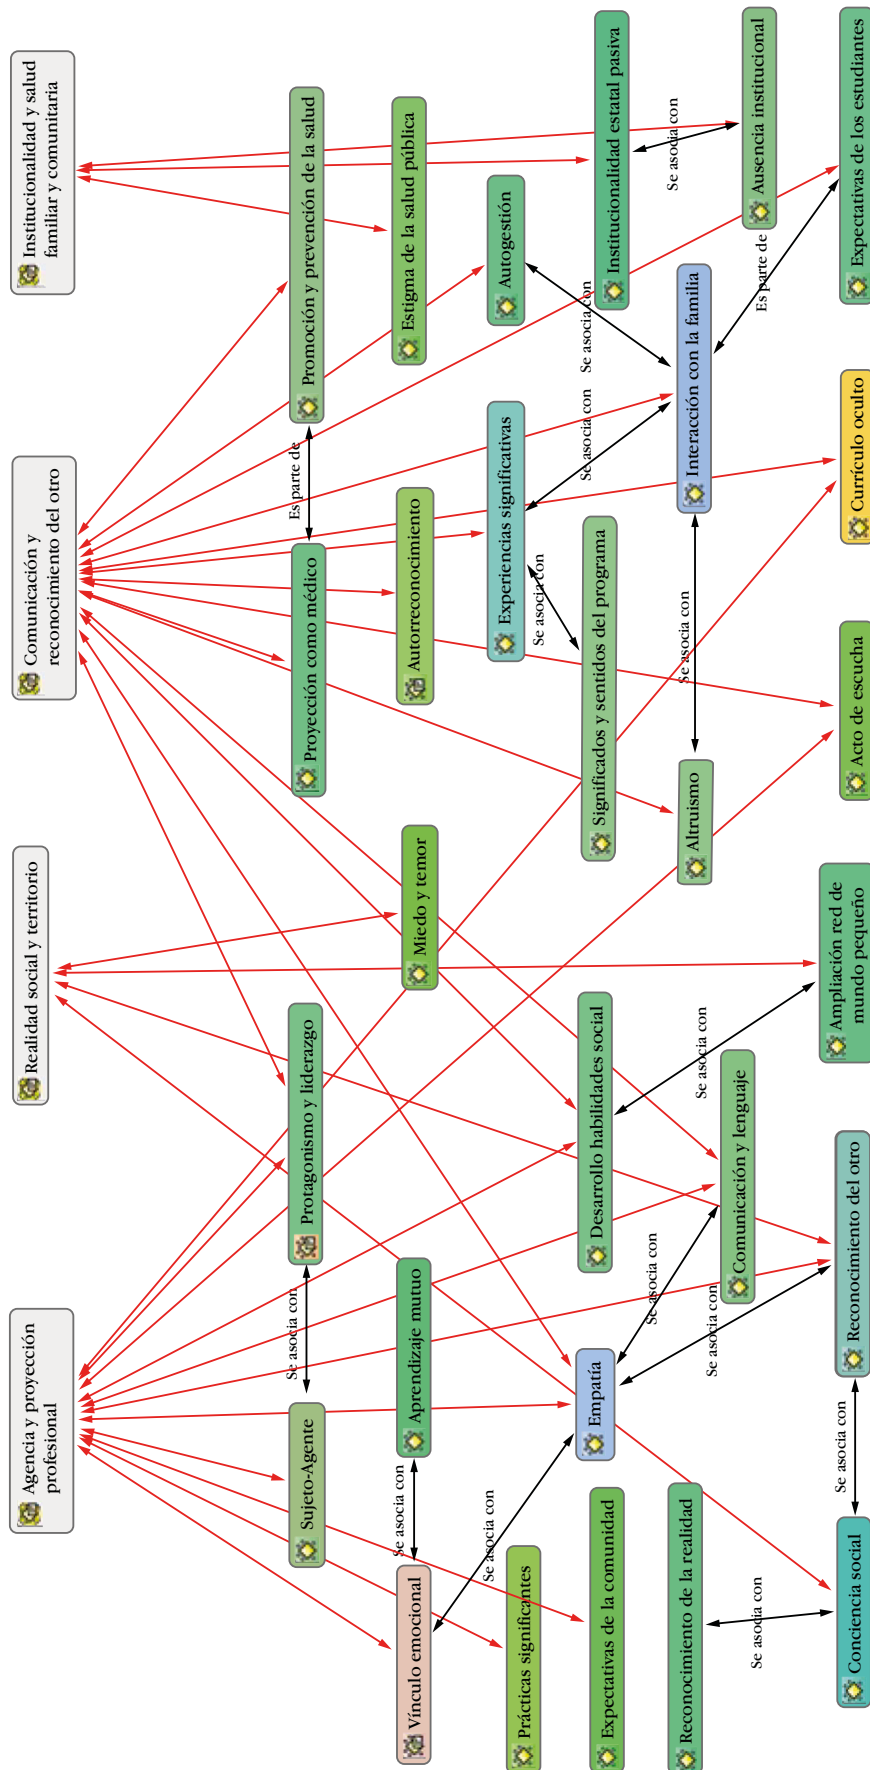 Agencia y proyección
profesional
Realidad social y territorio
Comunicación y
reconocimiento del otro
Institucionalidad y salud
familiar y comunitaria
Sujeto-Agente
Se asocia con
Protagonismo y liderazgo
Proyección como médico
Es parte de
Promoción y prevención de la salud
Vínculo emocional
Se asocia con
Aprendizaje mutuo
Miedo y temor
Autorreconocimiento
Estigma de la salud pública
Prácticas significantes
Se asocia con
Experiencias significativas
Se asocia con
Autogestión
Expectativas de la comunidad
Empatía
Desarrollo habilidades social
Significados y sentidos del programa
Se asocia con
Se asocia con
Institucionalidad estatal pasiva
Reconocimiento de la realidad
Se asocia con
Se asocia con
Se asocia con
Altruismo
Se asocia con
Interacción con la familia
Se asocia con
Se asocia con
Comunicación y lenguaje
Es parte de
Ausencia institucional
Conciencia social
Se asocia con
Reconocimiento del otro
Ampliación red de
mundo pequeño
Acto de escucha
Currículo oculto
Expectativas de los estudiantes